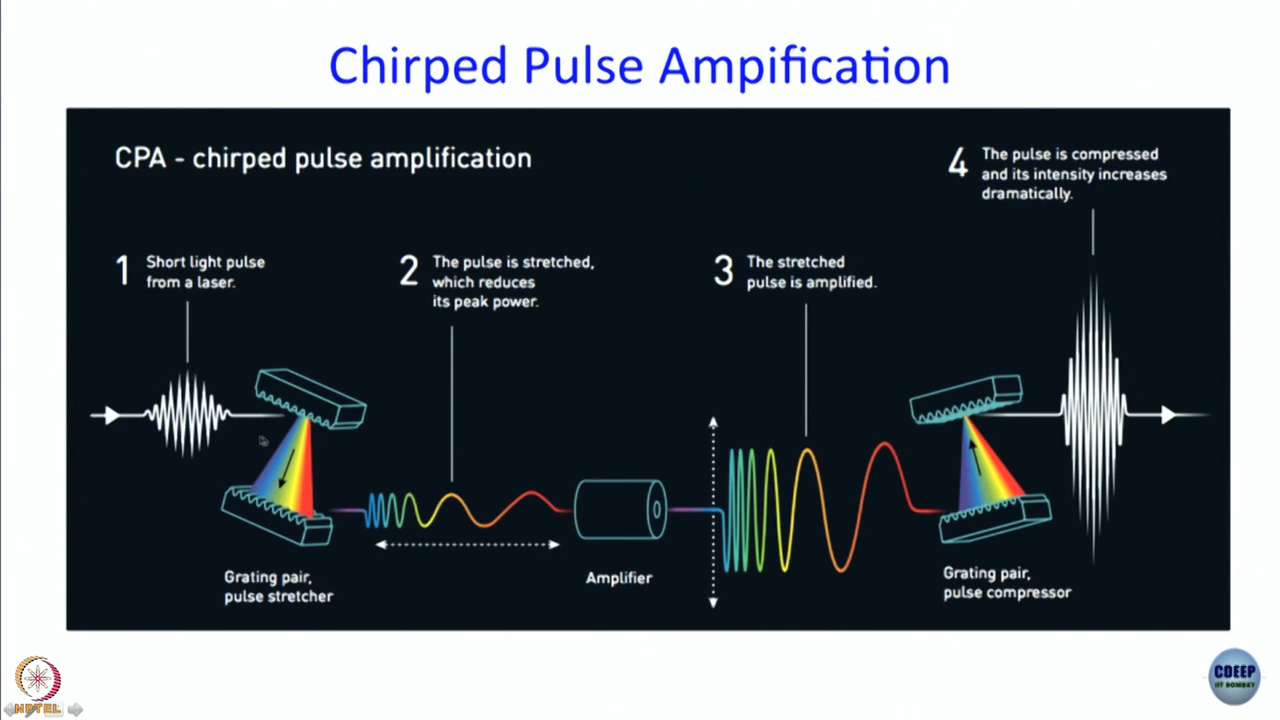 Chirped Pulse Ampification
CPA - chirped pulse amplification
1
Short light pulse
from a laser.
2
The pulse is stretched,
which reduces
its peak power.
3
The stretched
pulse is amplified.
4
The pulse is compressed
and its intensity increases
dramatically.
Grating pair,
pulse stretcher
Amplifier
Grating pair,
pulse compressor
NPTEL
CDEEP
IIT BOMBAY